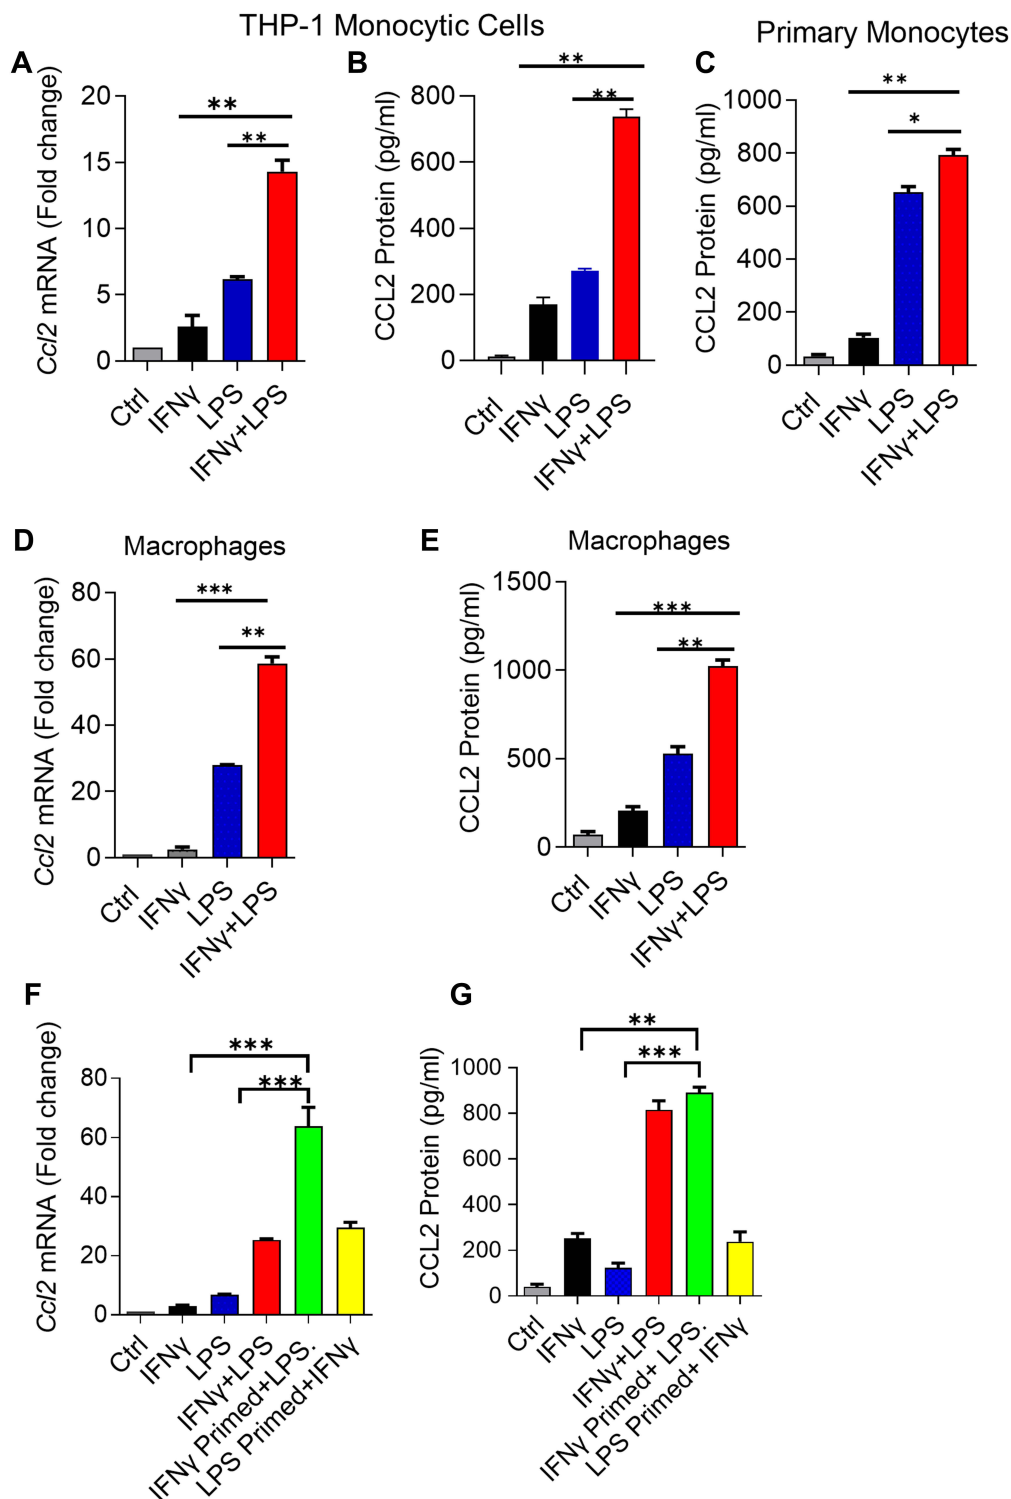 THP-1 Monocytic Cells
Primary Monocytes
A
Ccl2 mRNA (Fold change)
20
15
10
5
0
**
**
Ctrl
IFNγ
LPS
IFNγ+LPS
B
CCL2 Protein (pg/ml)
800
600
400
200
0
**
**
Ctrl
IFNγ
LPS
IFNγ+LPS
C
CCL2 Protein (pg/ml)
1000
800
600
400
200
0
**
*
Ctrl
IFNγ
LPS
IFNγ+LPS
D
Macrophages
Ccl2 mRNA (Fold change)
80
60
40
20
0
***
**
Ctrl
IFNγ
LPS
IFNγ+LPS
E
Macrophages
CCL2 Protein (pg/ml)
1500
1000
500
0
***
**
Ctrl
IFNγ
LPS
IFNγ+LPS
F
Ccl2 mRNA (Fold change)
80
60
40
20
0
***
***
Ctrl
IFNγ
LPS
IFNγ+LPS
IFNγ Primed+LPS.
LPS Primed+IFNγ
G
CCL2 Protein (pg/ml)
1000
800
600
400
200
0
**
***
Ctrl
IFNγ
LPS
IFNγ+LPS
IFNγ Primed+ LPS.
LPS Primed+ IFNγ